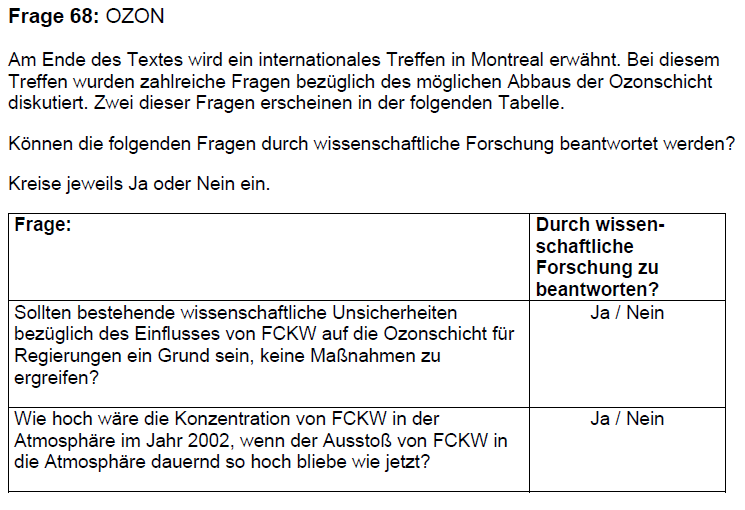 Frage 68: OZON
Am Ende des Textes wird ein internationales Treffen in Montreal erwähnt. Bei diesem
Treffen wurden zahlreiche Fragen bezüglich des möglichen Abbaus der Ozonschicht
diskutiert. Zwei dieser Fragen erscheinen in der folgenden Tabelle.
Können die folgenden Fragen durch wissenschaftliche Forschung beantwortet werden?
Kreise jeweils Ja oder Nein ein.
Frage:
Durch wissen-
schaftliche
Forschung zu
beantworten?
Sollten bestehende wissenschaftliche Unsicherheiten
bezüglich des Einflusses von FCKW auf die Ozonschicht für
Regierungen ein Grund sein, keine Maßnahmen zu
ergreifen?
Ja / Nein
Wie hoch wäre die Konzentration von FCKW in der
Atmosphäre im Jahr 2002, wenn der Ausstoß von FCKW in
die Atmosphäre dauernd so hoch bliebe wie jetzt?
Ja / Nein